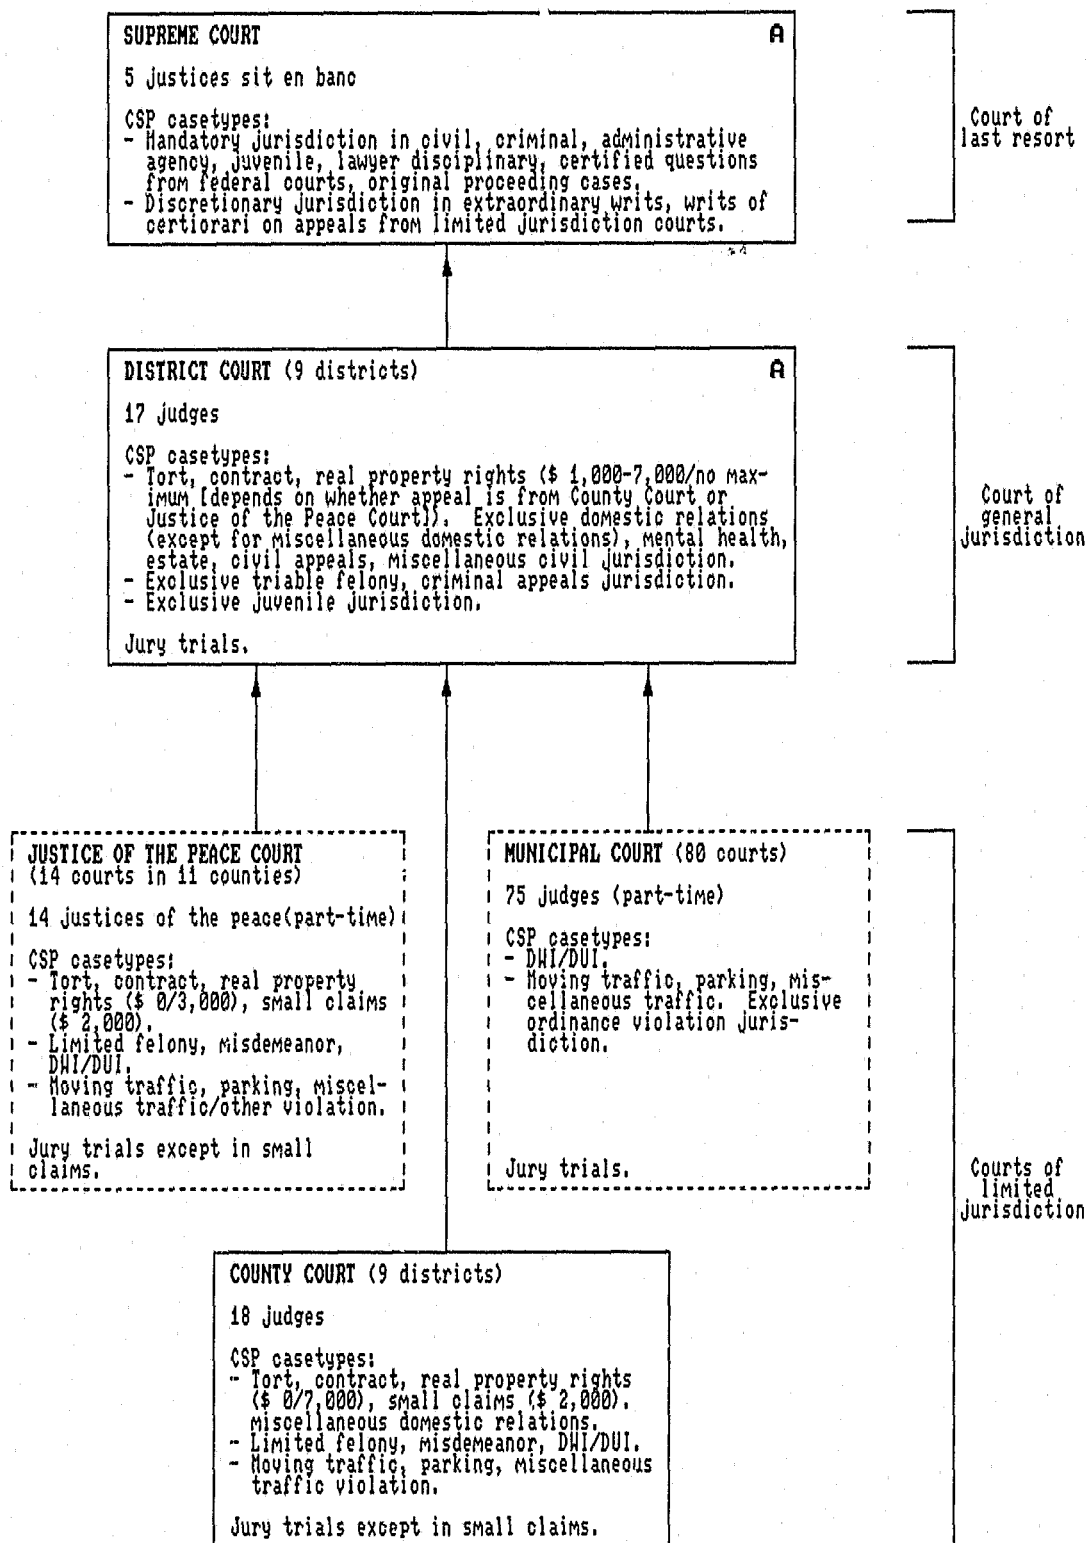 SUPREME COURT A
5 justices sit en banc
CSP casetypes:
- Mandatory jurisdiction in civil, criminal, administrative
agency, juvenile, lawyer disciplinary, certified questions
from federal courts, original proceeding cases.
- Discretionary jurisdiction in extraordinary writs, writs of
certiorari on appeals from limited jurisdiction courts.
Court of
last resort
DISTRICT COURT (9 districts) A
17 judges
CSP casetypes:
- Tort, contract, real property rights ($ 1,000-7,000/no max-
imum [depends on whether appeal is from County Court or
Justice of the Peace Court]). Exclusive domestic relations
(except for miscellaneous domestic relations), mental health,
estate, civil appeals, miscellaneous civil jurisdiction.
- Exclusive triable felony, criminal appeals jurisdiction.
- Exclusive juvenile jurisdiction.
Jury trials.
Court of
general
jurisdiction
JUSTICE OF THE PEACE COURT
(14 courts in 11 counties)
14 justices of the peace(part-time)
CSP casetypes:
- Tort, contract, real property
rights ($ 0/3,000), small claims
($ 2,000).
- Limited felony, misdemeanor,
DWI/DUI.
- Moving traffic, parking, miscel-
laneous traffic/other violation.
Jury trials except in small
claims.
MUNICIPAL COURT (80 courts)
75 judges (part-time)
CSP casetypes:
- DWI/DUI.
- Moving traffic, parking, mis-
cellaneous traffic. Exclusive
ordinance violation juris-
diction.
Jury trials.
Courts of
limited
jurisdiction
COUNTY COURT (9 districts)
18 judges
CSP casetypes:
- Tort, contract, real property rights
($ 0/7,000), small claims ($ 2,000).
miscellaneous domestic relations.
- Limited felony, misdemeanor, DWI/DUI.
- Moving traffic, parking, miscellaneous
traffic violation.
Jury trials except in small claims.